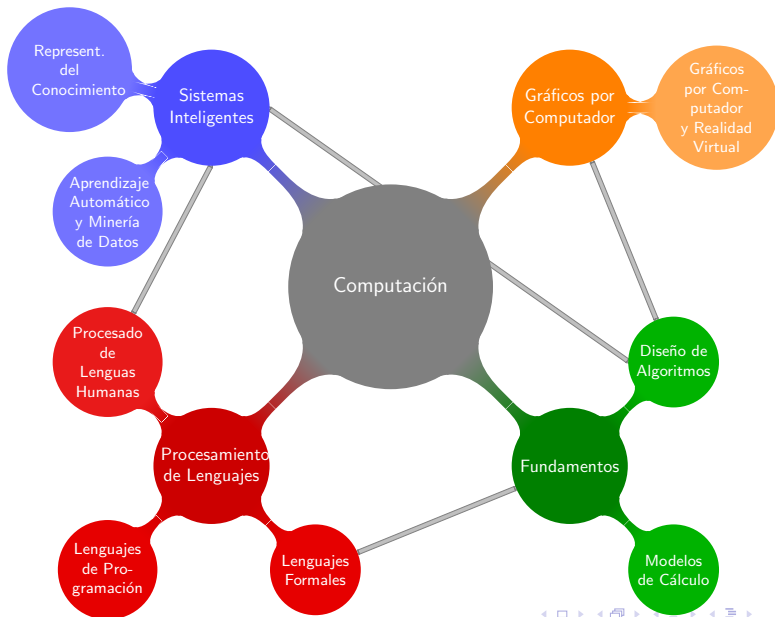 Represent.
del
Conocimiento
Sistemas
Inteligentes
Gráficos por
Computador
Gráficos
por Com-
putador
y Realidad
Virtual
Aprendizaje
Automático
y Minería
de Datos
Computación
Procesado
de
Lenguas
Humanas
Diseño de
Algoritmos
Procesamiento
de Lenguajes
Fundamentos
Lenguajes
de Pro-
gramación
Lenguajes
Formales
Modelos
de Cálculo